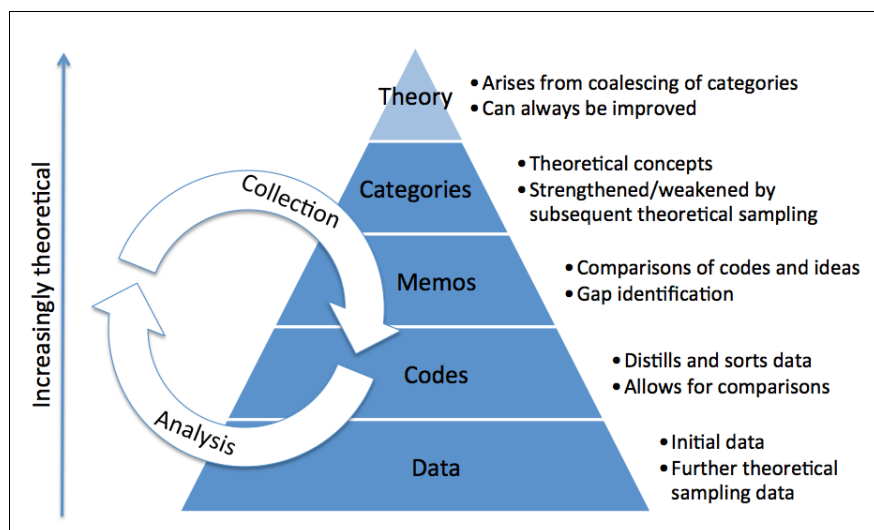 Increasingly theoretical
Collection
Analysis
Theory
• Arises from coalescing of categories
• Can always be improved
Categories
• Theoretical concepts
• Strengthened/weakened by
subsequent theoretical sampling
Memos
• Comparisons of codes and ideas
• Gap identification
Codes
• Distills and sorts data
• Allows for comparisons
Data
• Initial data
• Further theoretical
sampling data